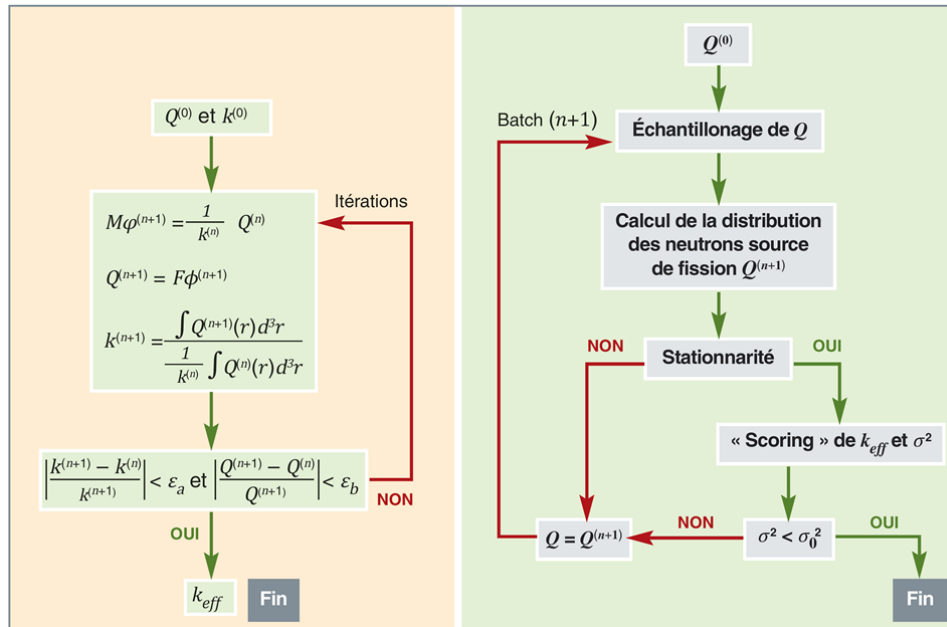 Q⁽⁰⁾ et k⁽⁰⁾
Itérations
Mφ⁽ⁿ⁺¹⁾ = 1/k⁽ⁿ⁾ Q⁽ⁿ⁾
Q⁽ⁿ⁺¹⁾ = Fϕ⁽ⁿ⁺¹⁾
k⁽ⁿ⁺¹⁾ = ∫Q⁽ⁿ⁺¹⁾(r)d³r / (1/k⁽ⁿ⁾ ∫Q⁽ⁿ⁾(r)d³r)
|(k⁽ⁿ⁺¹⁾ − k⁽ⁿ⁾)/k⁽ⁿ⁺¹⁾| < εₐ et |(Q⁽ⁿ⁺¹⁾ − Q⁽ⁿ⁾)/Q⁽ⁿ⁺¹⁾| < ε_b
NON
OUI
k_eff
Fin
Q⁽⁰⁾
Batch (n+1)
Échantillonage de Q
Calcul de la distribution
des neutrons source
de fission Q⁽ⁿ⁺¹⁾
NON
Stationnarité
OUI
« Scoring » de k_eff et σ²
Q = Q⁽ⁿ⁺¹⁾
NON
σ² < σ₀²
OUI
Fin